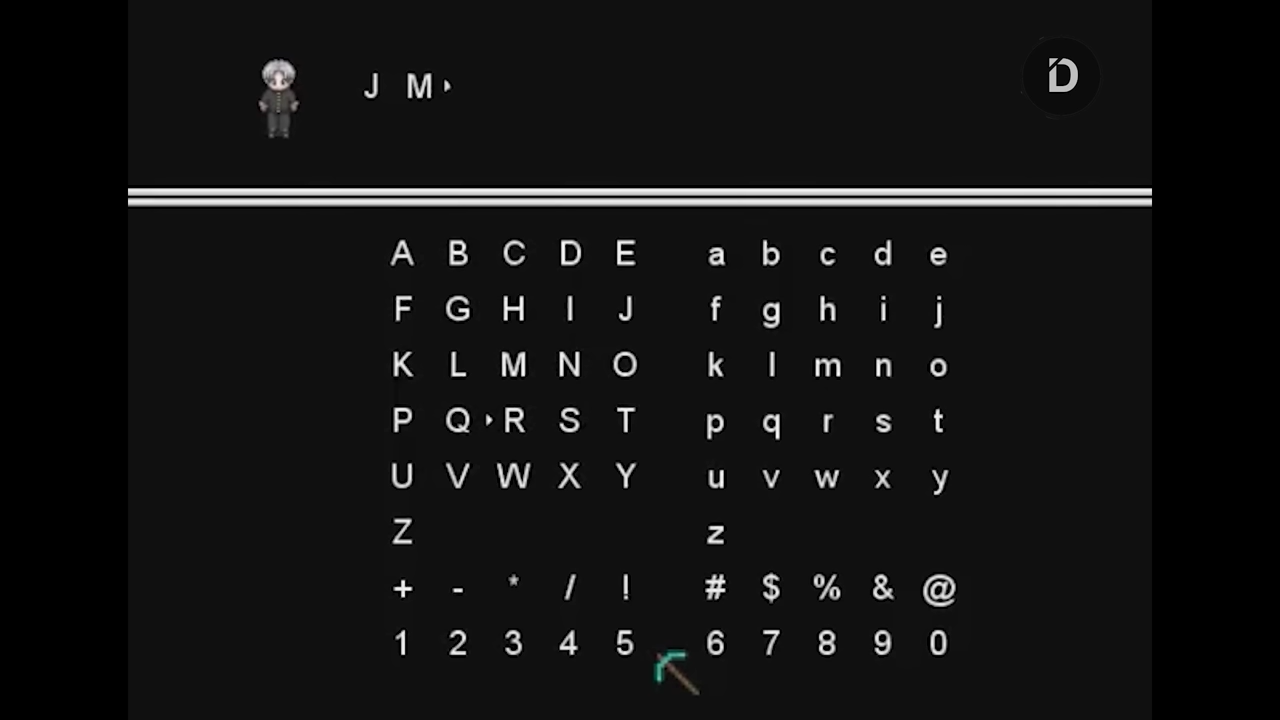 J M
D
A B C D E a b c d e
F G H I J f g h i j
K L M N O k l m n o
P Q R S T p q r s t
U V W X Y u v w x y
Z z
+ - * / ! # $ % & @
1 2 3 4 5 6 7 8 9 0